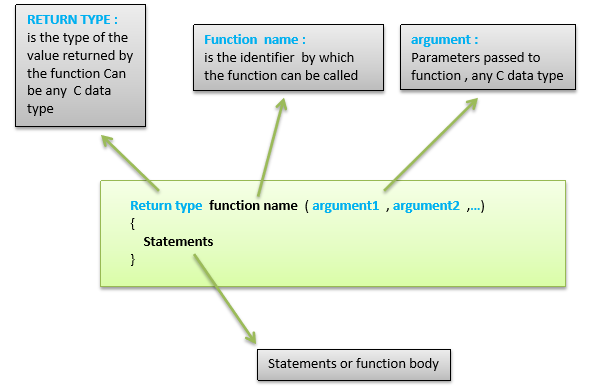 RETURN TYPE :
is the type of the
value returned by
the function Can
be any C data
type
Function name :
is the identifier by which
the function can be called
argument :
Parameters passed to
function , any C data type
Return type function name ( argument1 , argument2 ,...)
{
Statements
}
Statements or function body